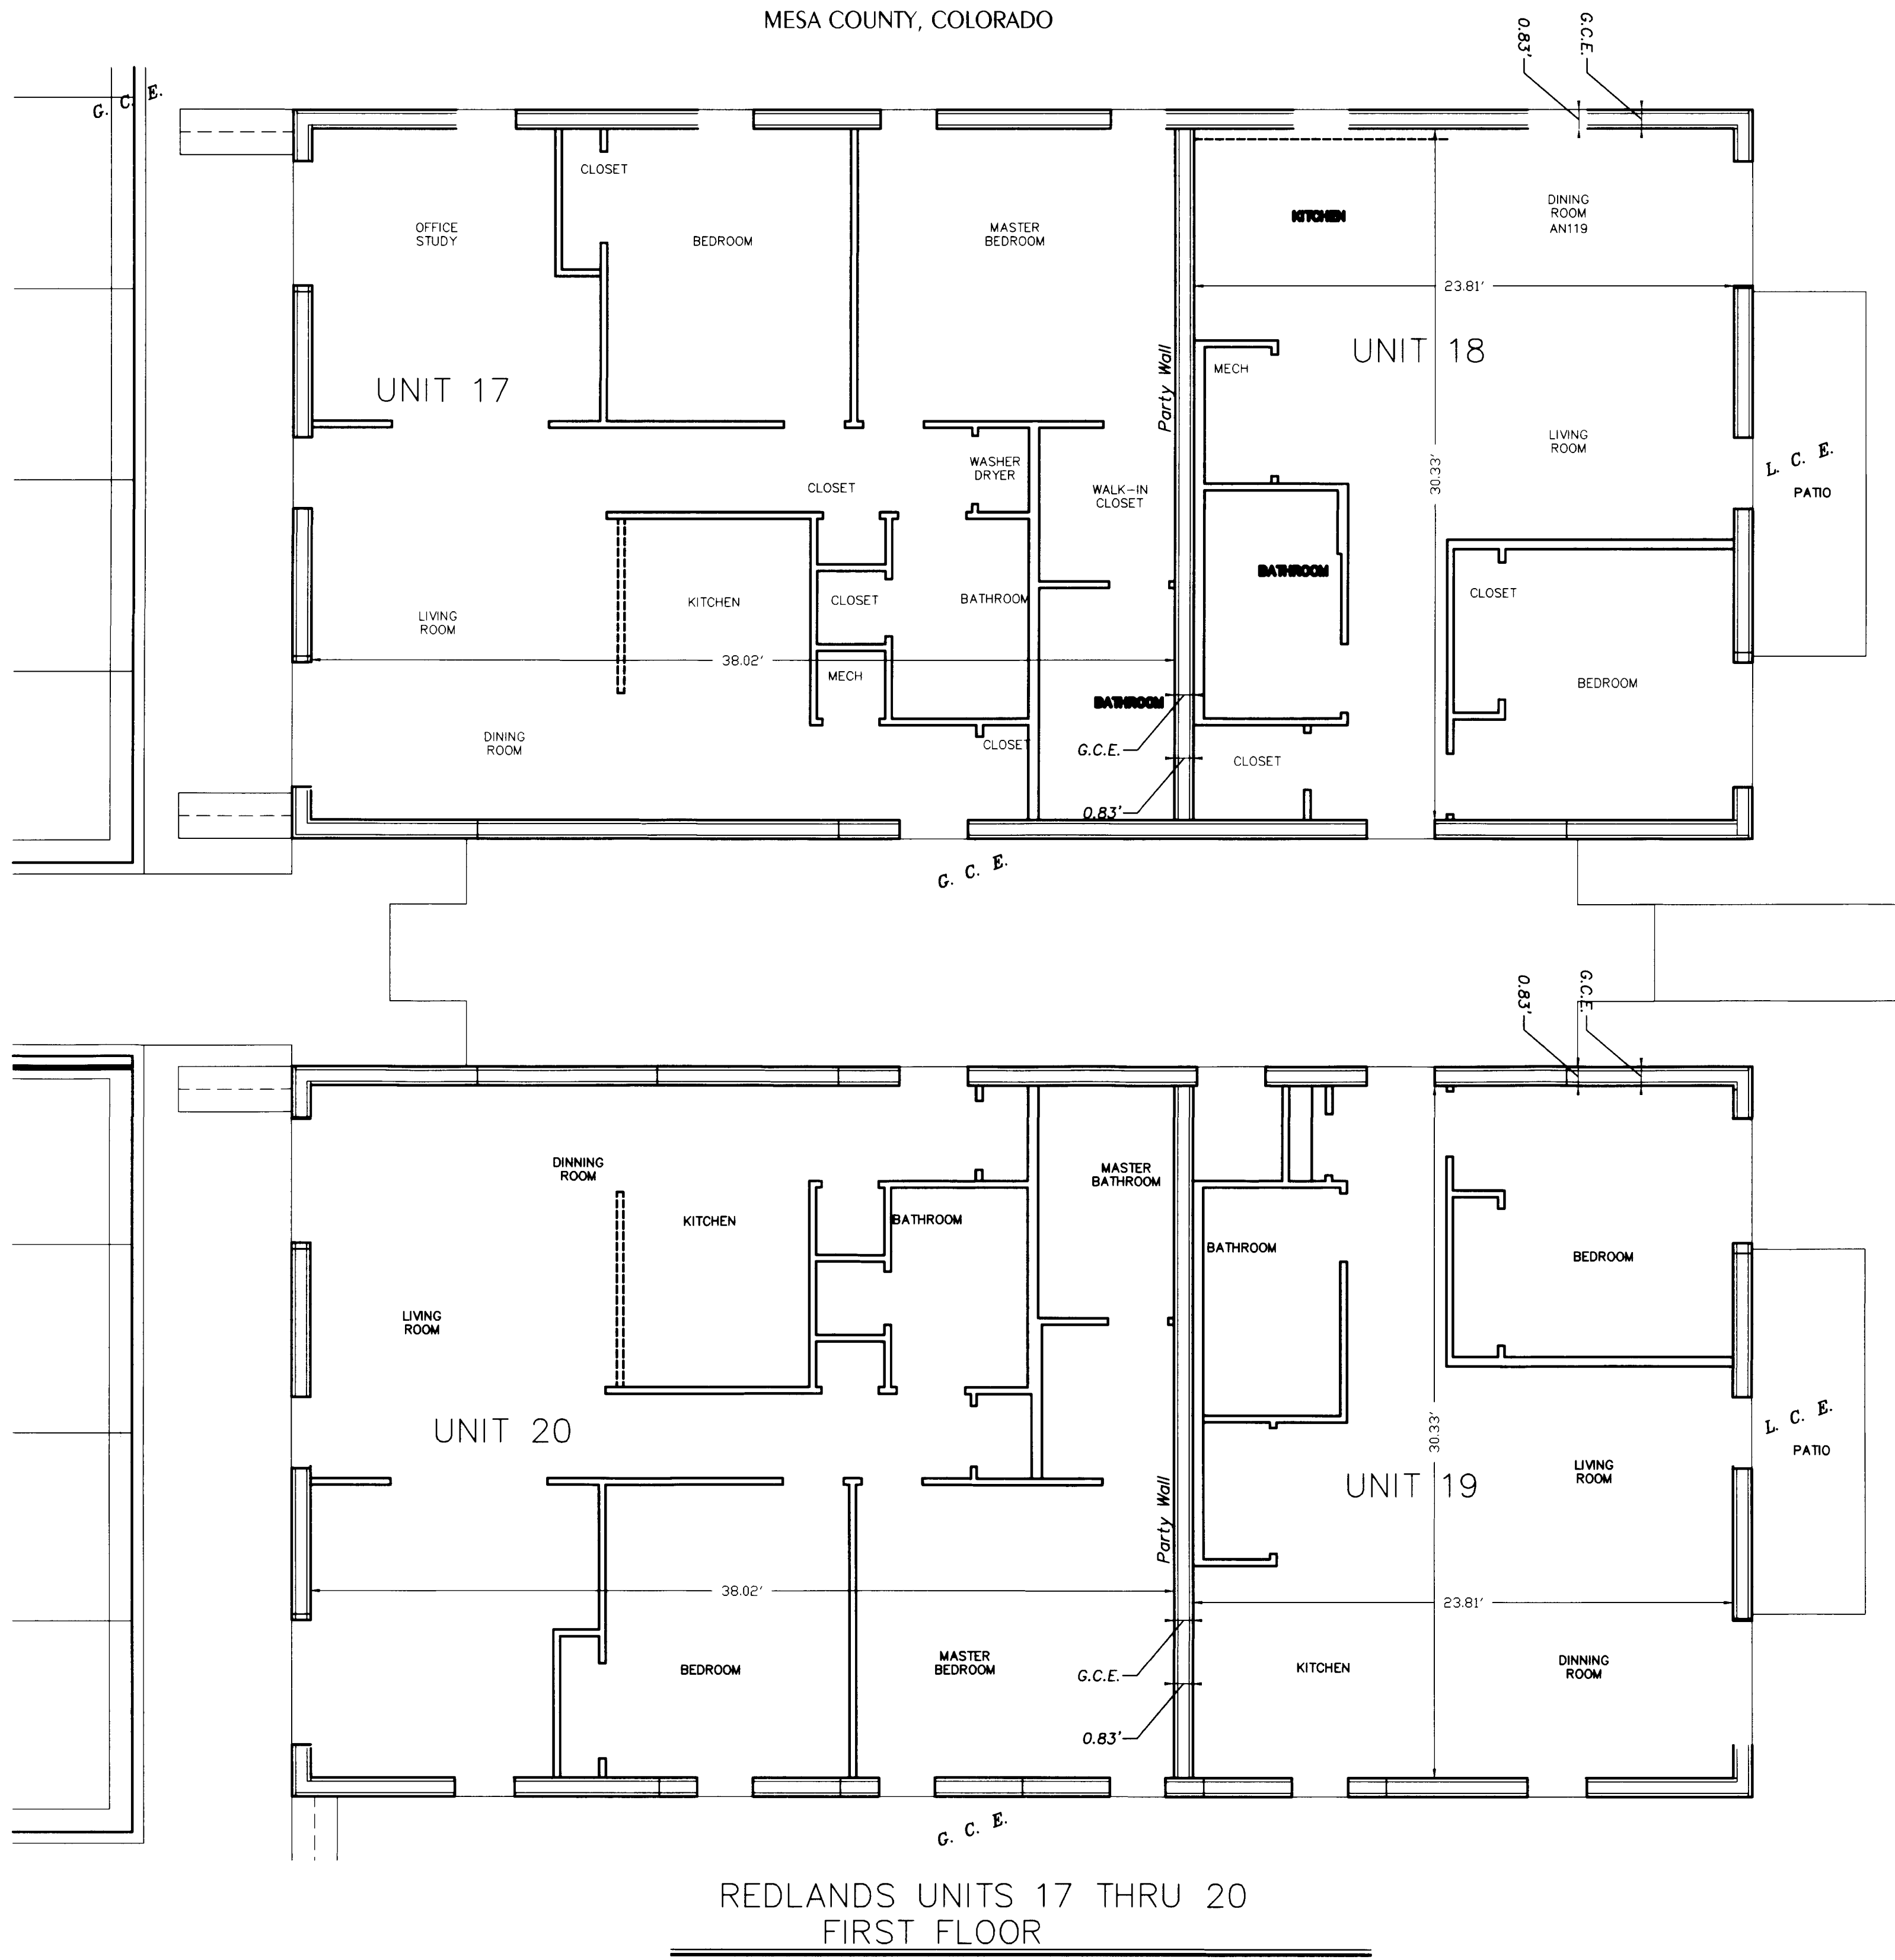 MESA COUNTY, COLORADO
0.83'
G.C.E.
G. C. E.
CLOSET
OFFICE
STUDY
BEDROOM
MASTER
BEDROOM
KITCHEN
DINING
ROOM
AN119
23.81'
UNIT 17
Party Wall
MECH
UNIT 18
30.33'
LIVING
ROOM
L. C. E.
PATIO
WASHER
DRYER
CLOSET
WALK-IN
CLOSET
BATHROOM
CLOSET
LIVING
ROOM
KITCHEN
CLOSET
BATHROOM
38.02'
MECH
BATHROOM
BEDROOM
DINING
ROOM
CLOSET
G.C.E.
CLOSET
0.83'
G. C. E.
0.83'
G.C.E.
DINNING
ROOM
MASTER
BATHROOM
KITCHEN
BATHROOM
BATHROOM
BEDROOM
LIVING
ROOM
UNIT 20
30.33'
L. C. E.
PATIO
Party Wall
UNIT 19
LIVING
ROOM
38.02'
23.81'
BEDROOM
MASTER
BEDROOM
G.C.E.
KITCHEN
DINNING
ROOM
0.83'
G. C. E.
REDLANDS UNITS 17 THRU 20
FIRST FLOOR